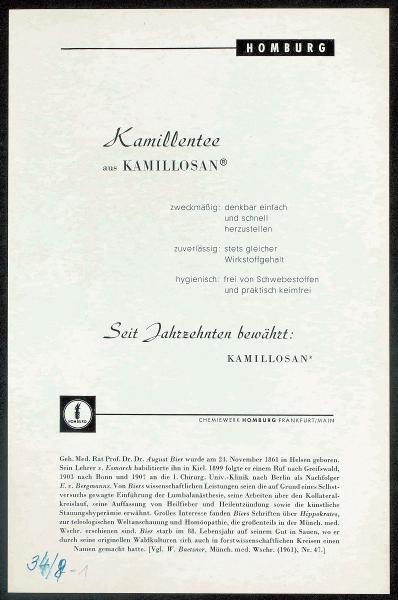 HOMBURG
Kamillentee
aus KAMILLOSAN®
zweckmäßig: denkbar einfach
und schnell
herzustellen
zuverlässig: stets gleicher
Wirkstoffgehalt
hygienisch: frei von Schwebestoffen
und praktisch keimfrei
Seit Jahrzehnten bewährt:
KAMILLOSAN®
HOMBURG
CHEMIEWERK HOMBURG FRANKFURT/MAIN
Geh. Med. Rat Prof. Dr. Dr. August Bier wurde am 24. November 1861 in Helsen geboren.
Sein Lehrer v. Esmarch habilitierte ihn in Kiel. 1899 folgte er einem Ruf nach Greifswald,
1903 nach Bonn und 1907 an die 1. Chirurg. Univ.-Klinik nach Berlin als Nachfolger
E. v. Bergmanns. Von Biers wissenschaftlichen Leistungen seien die auf Grund eines Selbst-
versuchs gewagte Einführung der Lumbalanästhesie, seine Arbeiten über den Kollateral-
kreislauf, seine Auffassung von Heilfieber und Heilentzündung sowie die künstliche
Stauungshyperämie erwähnt. Großes Interesse fanden Biers Schriften über Hippokrates,
zur teleologischen Weltanschauung und Homöopathie, die großenteils in der Münch. med.
Wschr. erschienen sind. Bier starb im 88. Lebensjahr auf seinem Gut in Sauen, wo er
durch seine originellen Waldkulturen sich auch in forstwissenschaftlichen Kreisen einen
Namen gemacht hatte. [Vgl. W. Baetzner, Münch. med. Wschr. (1961), Nr. 47.]
34/8-1